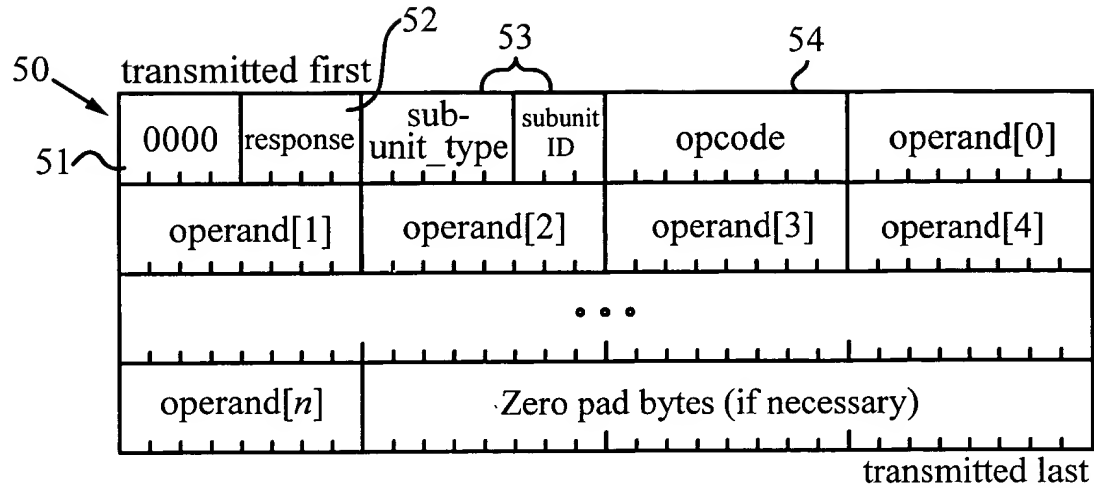 52
53
54
50
transmitted first
0000
response
sub-
unit_type
subunit
ID
opcode
operand[0]
51
operand[1]
operand[2]
operand[3]
operand[4]
operand[n]
Zero pad bytes (if necessary)
transmitted last